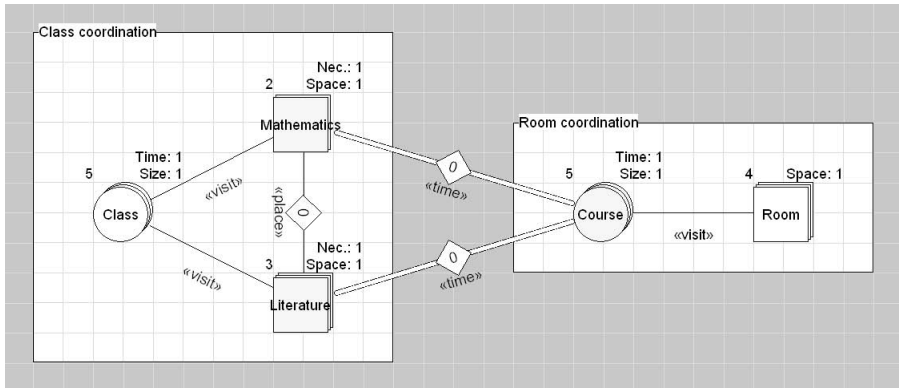 Class coordination
Nec.: 1
2 Space: 1
Mathematics
Time: 1
5 Size: 1
Class
«visit»
«place»
0
«visit»
Nec.: 1
3 Space: 1
Literature
0
«time»
0
«time»
Room coordination
Time: 1
5 Size: 1
Course
«visit»
4 Space: 1
Room